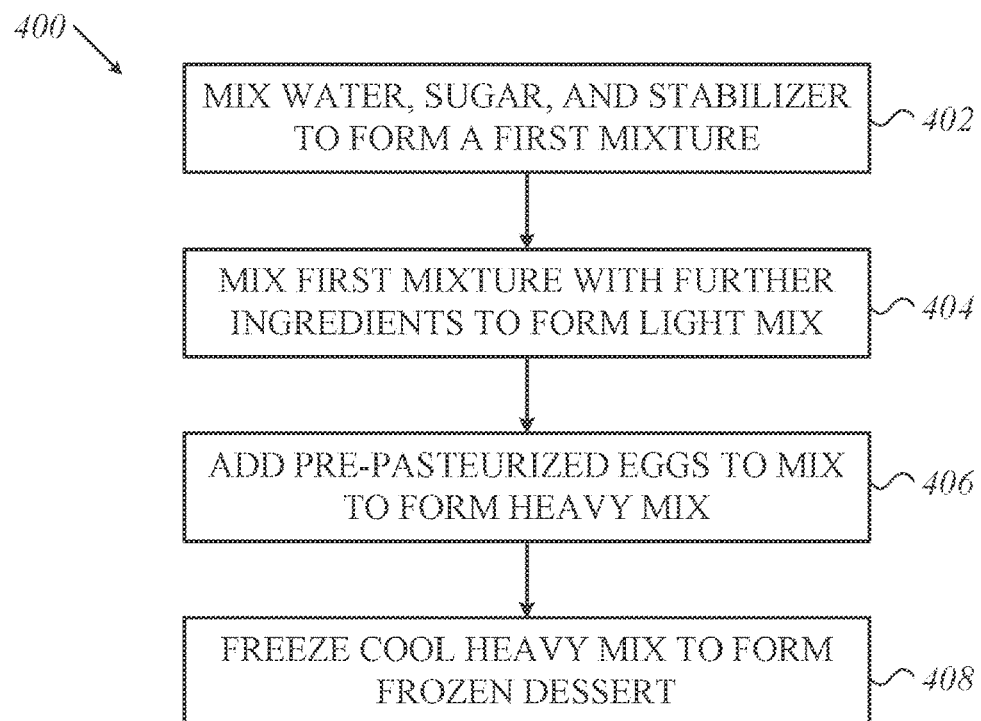 400
MIX WATER, SUGAR, AND STABILIZER
TO FORM A FIRST MIXTURE
402
MIX FIRST MIXTURE WITH FURTHER
INGREDIENTS TO FORM LIGHT MIX
404
ADD PRE-PASTEURIZED EGGS TO MIX
TO FORM HEAVY MIX
406
FREEZE COOL HEAVY MIX TO FORM
FROZEN DESSERT
408